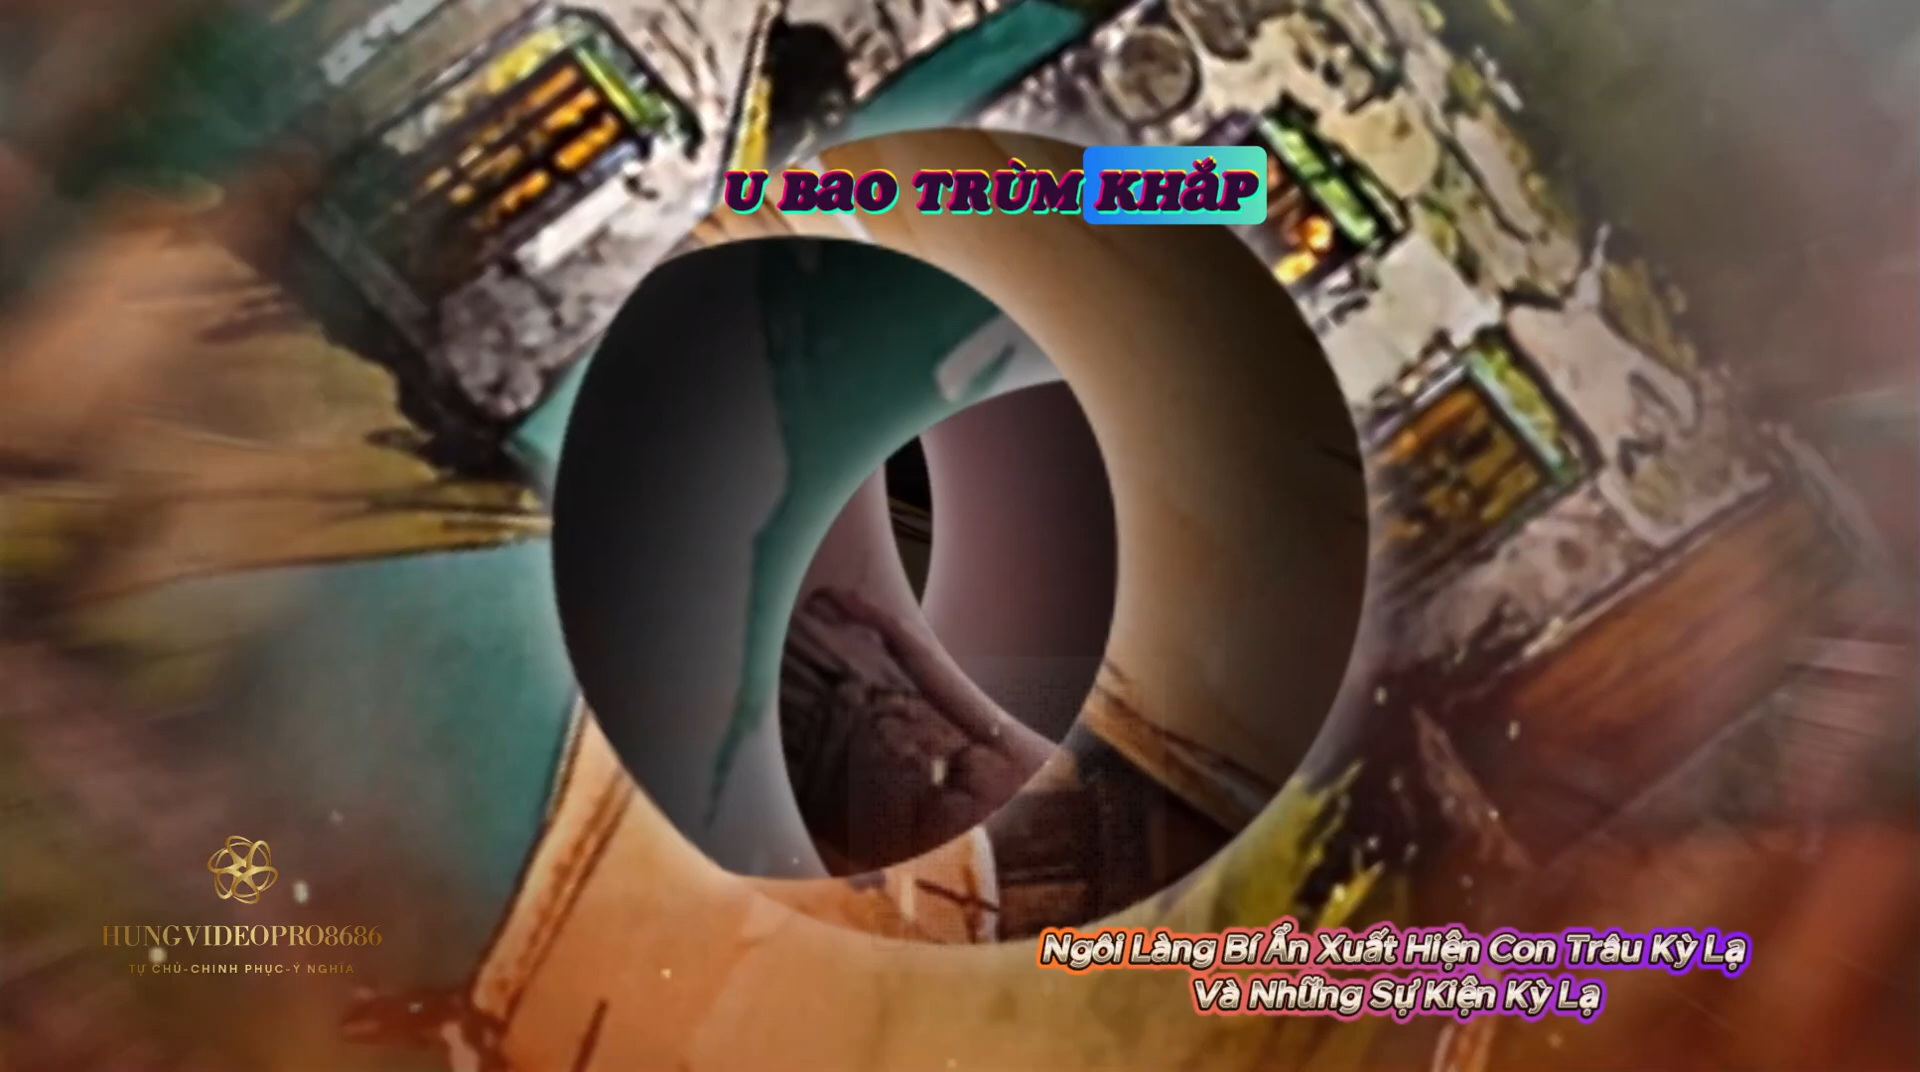 U BAO TRÙM KHẮP
HUNGVIDEOPRO8686
TỰ CHỦ-CHINH PHỤC-Ý NGHĨA
Ngôi Làng Bí Ẩn Xuất Hiện Con Trâu Kỳ Lạ
Và Những Sự Kiện Kỳ Lạ